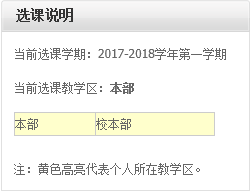 选课说明
当前选课学期：2017-2018学年第一学期
当前选课教学区：本部
本部 校本部
注：黄色高亮代表个人所在教学区。